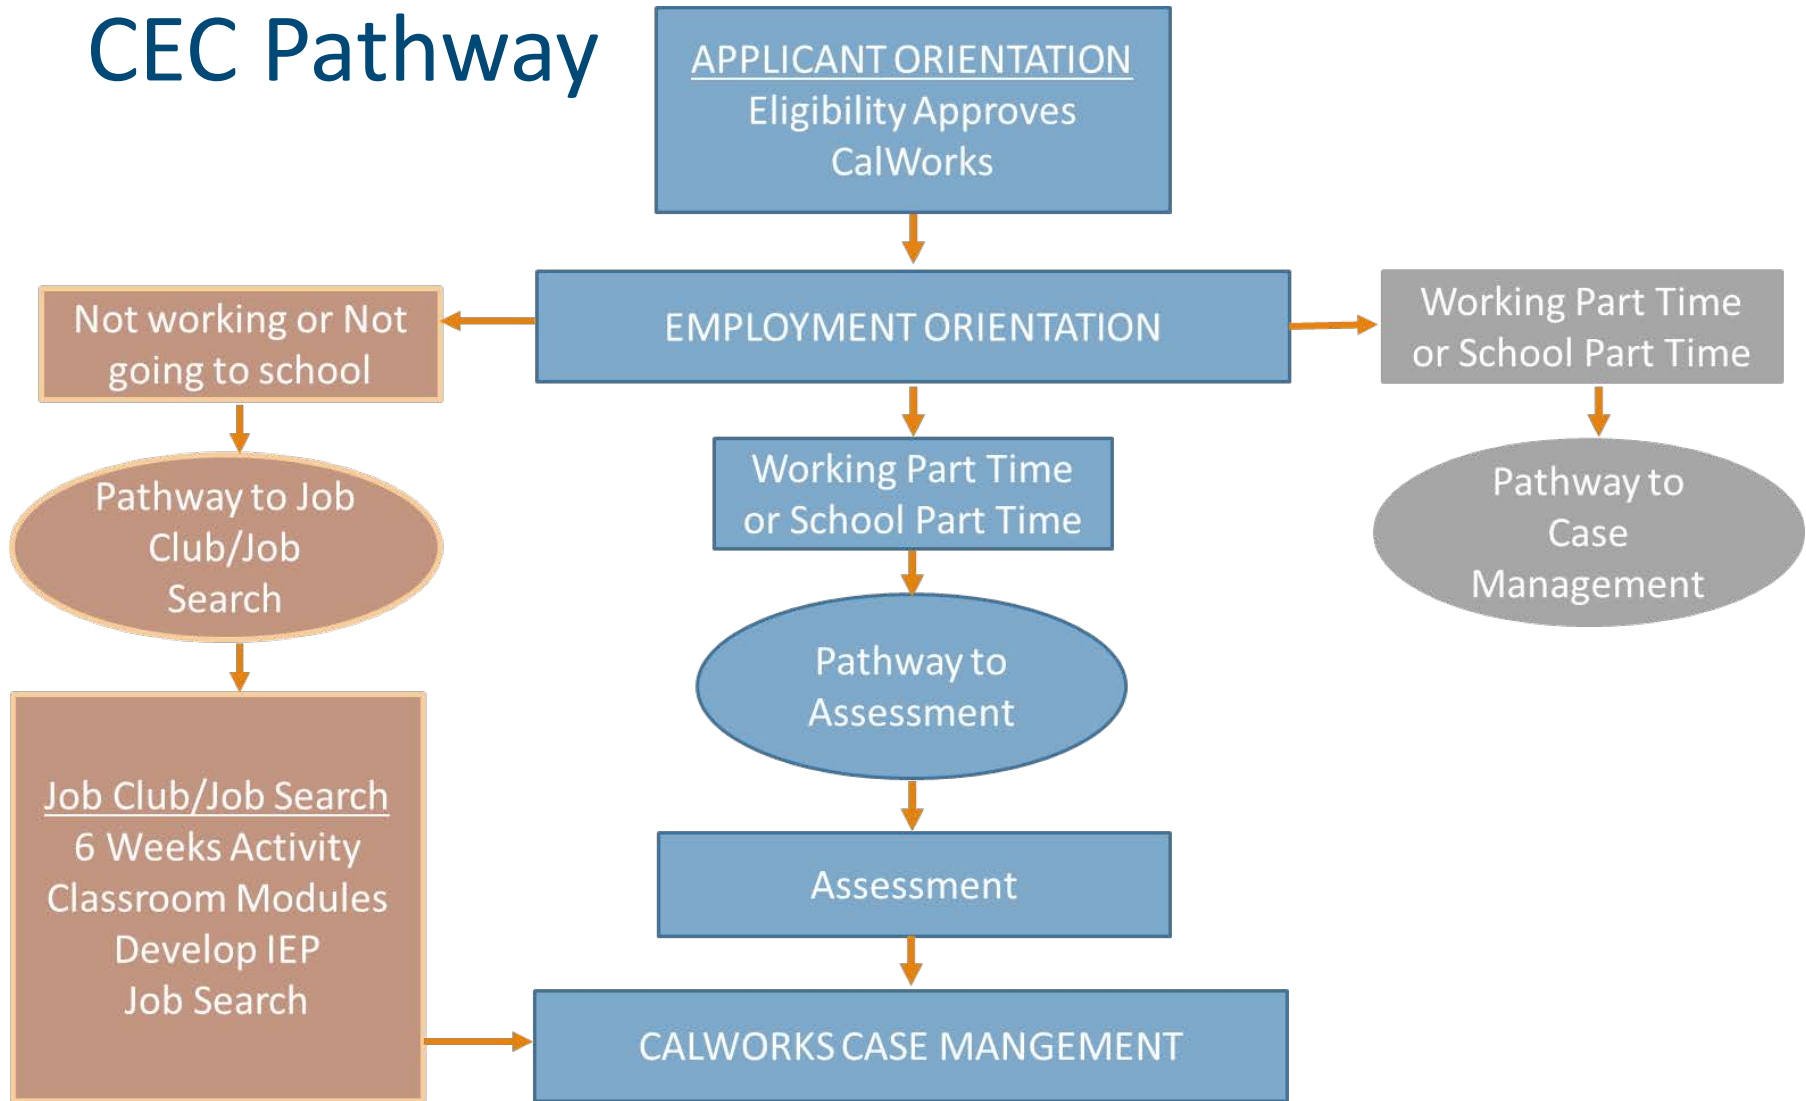 CEC Pathway
APPLICANT ORIENTATION
Eligibility Approves
CalWorks
Not working or Not
going to school
EMPLOYMENT ORIENTATION
Working Part Time
or School Part Time
Pathway to Job
Club/Job
Search
Working Part Time
or School Part Time
Pathway to
Case
Management
Pathway to
Assessment
Job Club/Job Search
6 Weeks Activity
Classroom Modules
Develop IEP
Job Search
Assessment
CALWORKS CASE MANGEMENT